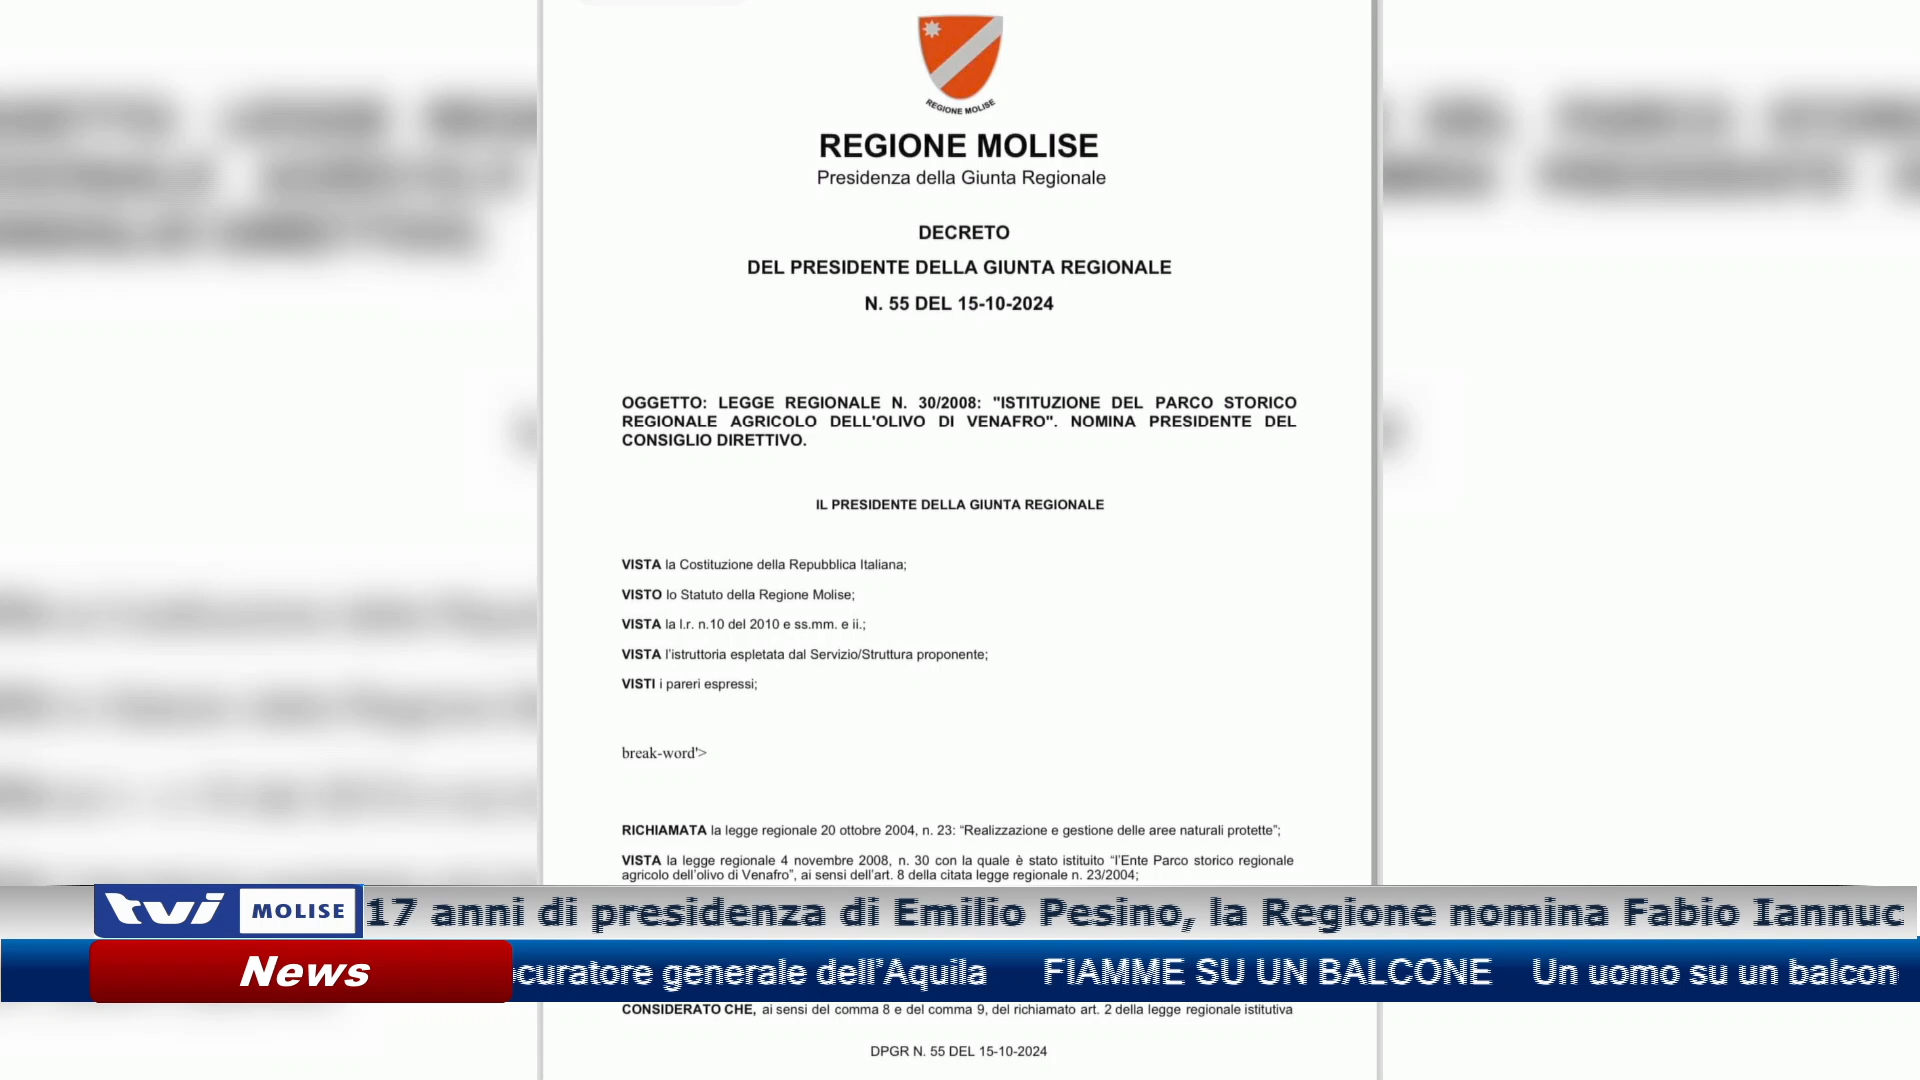 REGIONE MOLISE
REGIONE MOLISE
Presidenza della Giunta Regionale
DECRETO
DEL PRESIDENTE DELLA GIUNTA REGIONALE
N. 55 DEL 15-10-2024
OGGETTO: LEGGE REGIONALE N. 30/2008: "ISTITUZIONE DEL PARCO STORICO
REGIONALE AGRICOLO DELL'OLIVO DI VENAFRO". NOMINA PRESIDENTE DEL
CONSIGLIO DIRETTIVO.
IL PRESIDENTE DELLA GIUNTA REGIONALE
VISTA la Costituzione della Repubblica Italiana;
VISTO lo Statuto della Regione Molise;
VISTA la l.r. n.10 del 2010 e ss.mm. e ii.;
VISTA l'istruttoria espletata dal Servizio/Struttura proponente;
VISTI i pareri espressi;
break-word'>
RICHIAMATA la legge regionale 20 ottobre 2004, n. 23: “Realizzazione e gestione delle aree naturali protette”;
VISTA la legge regionale 4 novembre 2008, n. 30 con la quale è stato istituito “l’Ente Parco storico regionale
agricolo dell’olivo di Venafro”, ai sensi dell’art. 8 della citata legge regionale n. 23/2004;
tvi MOLISE 17 anni di presidenza di Emilio Pesino, la Regione nomina Fabio Iannuc
News ocuratore generale dell'Aquila FIAMME SU UN BALCONE Un uomo su un balcon
CONSIDERATO CHE, ai sensi del comma 8 e del comma 9, del richiamato art. 2 della legge regionale istitutiva
DPGR N. 55 DEL 15-10-2024